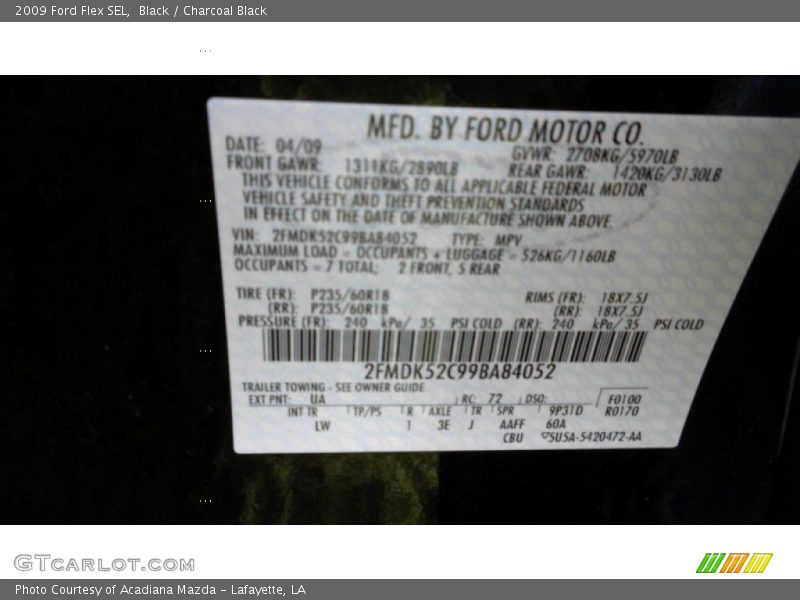 2009 Ford Flex SEL,  Black / Charcoal Black
MFD. BY FORD MOTOR CO.
DATE: 04/09 GVWR: 2708KG/5970LB
FRONT GAWR: 1311KG/2890LB REAR GAWR: 1420KG/3130LB
THIS VEHICLE CONFORMS TO ALL APPLICABLE FEDERAL MOTOR
VEHICLE SAFETY AND THEFT PREVENTION STANDARDS
IN EFFECT ON THE DATE OF MANUFACTURE SHOWN ABOVE.
VIN: 2FMDK52C99BA84052 TYPE: MPV
MAXIMUM LOAD = OCCUPANTS + LUGGAGE = 526KG/1160LB
OCCUPANTS = 7 TOTAL; 2 FRONT, 5 REAR
TIRE (FR): P235/60R18 RIMS (FR): 18X7.5J
(RR): P235/60R18 (RR): 18X7.5J
PRESSURE (FR): 240 kPa/ 35 PSI COLD (RR): 240 kPa/ 35 PSI COLD
2FMDK52C99BA84052
TRAILER TOWING - SEE OWNER GUIDE
EXT PNT: UA RC: 72 DSO: F0100
INT TR TP/PS R AXLE TR SPR 9P31D R0170
LW 1 3E J AAFF 60A
CBU 5U5A-5420472-AA
GTcarlot.com
Photo Courtesy of Acadiana Mazda - Lafayette, LA